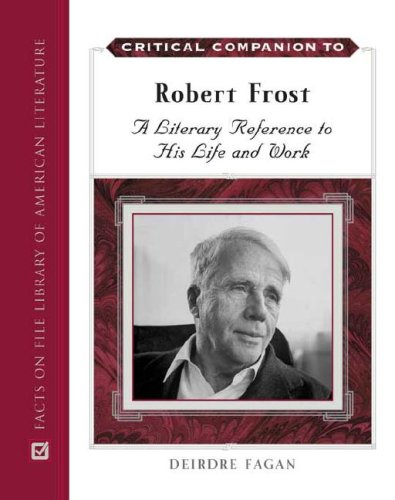 CRITICAL COMPANION TO
Robert Frost
A Literary Reference to
His Life and Work
DEIRDRE FAGAN
FACTS ON FILE LIBRARY OF AMERICAN LITERATURE